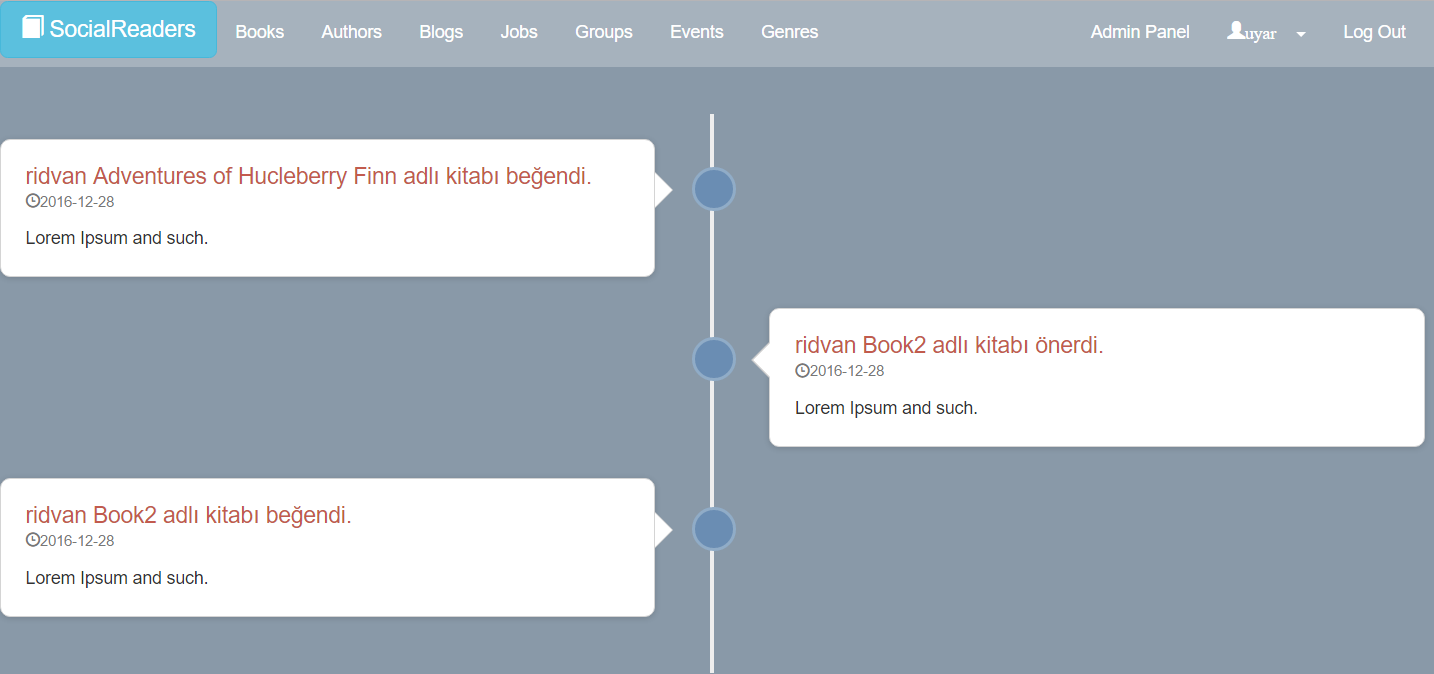 SocialReaders Books Authors Blogs Jobs Groups Events Genres Admin Panel uyar Log Out
ridvan Adventures of Hucleberry Finn adlı kitabı beğendi.
2016-12-28
Lorem Ipsum and such.
ridvan Book2 adlı kitabı önerdi.
2016-12-28
Lorem Ipsum and such.
ridvan Book2 adlı kitabı beğendi.
2016-12-28
Lorem Ipsum and such.